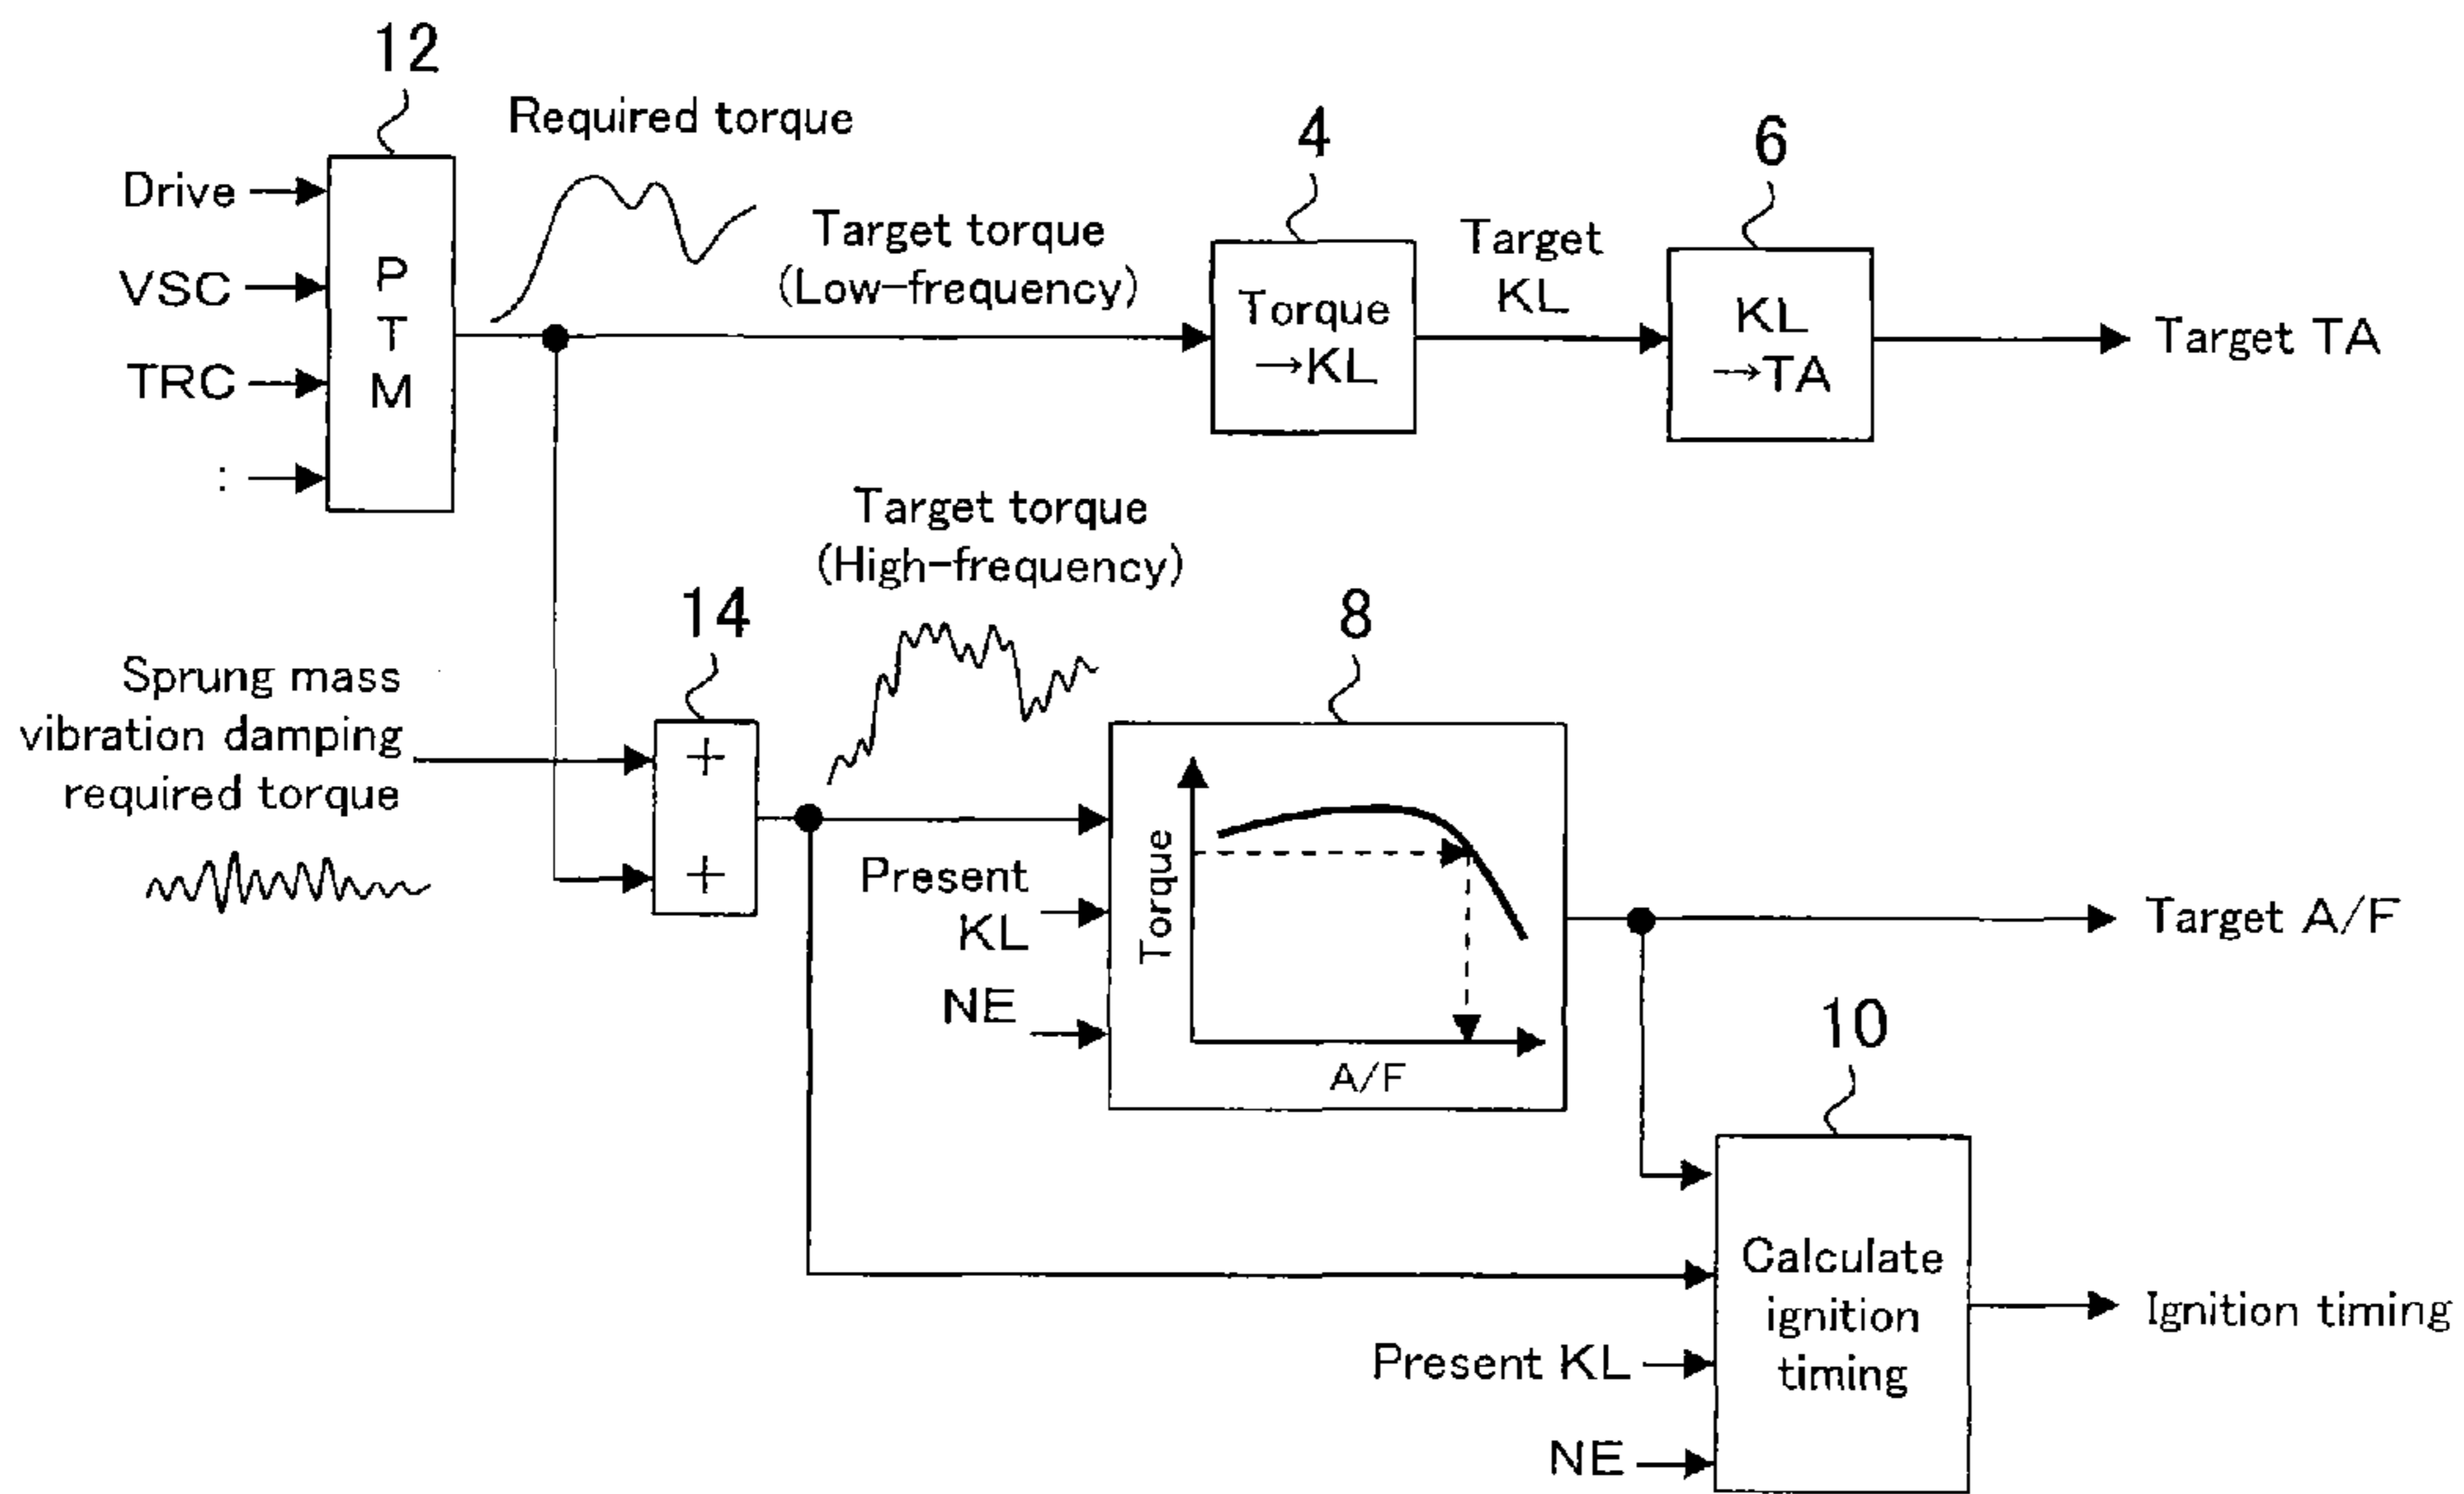 12
Required torque
Drive
VSC
TRC
:
P
T
M
Target torque
(Low-frequency)
4
Torque
→KL
Target
KL
6
KL
→TA
Target TA
Target torque
(High-frequency)
14
Sprung mass
vibration damping
required torque
+
+
8
Present
KL
NE
Torque
A/F
Target A/F
10
Calculate
ignition
timing
Present KL
NE
Ignition timing